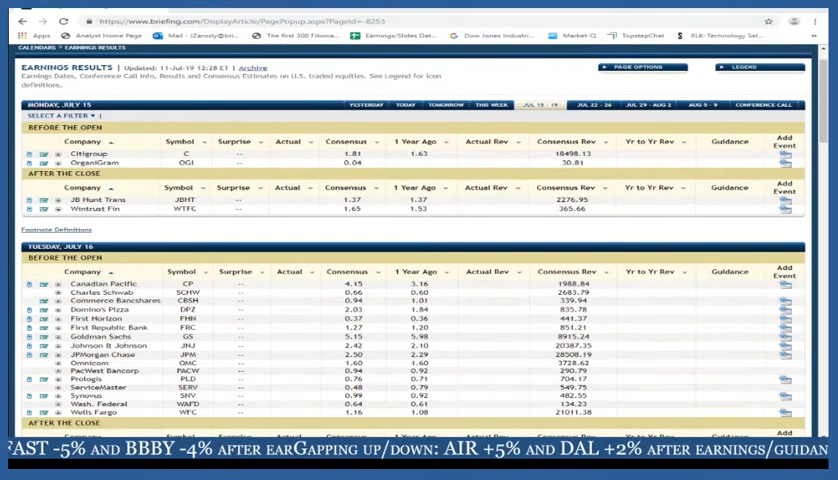 https://www.briefing.com/DisplayArticle/PagePopup.aspx?PageId=-8253
Apps Analyst Home Page Mail - JZarosly@bri... The first 300 Fibona... Earnings/Slides Dat... Dow Jones Industri... Market-Q TopstepChat XLK: Technology Sel...
CALENDARS > EARNINGS RESULTS
EARNINGS RESULTS | Updated: 11-Jul-19 12:28 ET | Archive
PAGE OPTIONS LEGEND
Earnings Dates, Conference Call Info, Results and Consensus Estimates on U.S. traded equities. See Legend for icon
definitions.
MONDAY, JULY 15 YESTERDAY TODAY TOMORROW THIS WEEK JUL 15 - 19 JUL 22 - 26 JUL 29 - AUG 2 AUG 5 - 9 CONFERENCE CALL
SELECT A FILTER ▼ |
BEFORE THE OPEN
Company Symbol Surprise Actual Consensus 1 Year Ago Actual Rev Consensus Rev Yr to Yr Rev Guidance Add Event
Citigroup C -- 1.81 1.63 18498.13
OrganiGram OGI -- 0.04 30.81
AFTER THE CLOSE
Company Symbol Surprise Actual Consensus 1 Year Ago Actual Rev Consensus Rev Yr to Yr Rev Guidance Add Event
JB Hunt Trans JBHT -- 1.37 1.37 2276.95
Wintrust Fin WTFC -- 1.65 1.53 365.66
Footnote Definitions
TUESDAY, JULY 16
BEFORE THE OPEN
Company Symbol Surprise Actual Consensus 1 Year Ago Actual Rev Consensus Rev Yr to Yr Rev Guidance Add Event
Canadian Pacific CP -- 4.15 3.16 1988.84
Charles Schwab SCHW -- 0.66 0.60 2683.79
Commerce Bancshares CBSH -- 0.94 1.01 339.94
Domino's Pizza DPZ -- 2.03 1.84 835.78
First Horizon FHN -- 0.37 0.36 441.37
First Republic Bank FRC -- 1.27 1.20 851.21
Goldman Sachs GS -- 5.15 5.98 8915.24
Johnson & Johnson JNJ -- 2.42 2.10 20387.35
JPMorgan Chase JPM -- 2.50 2.29 28508.19
Omnicom OMC -- 1.60 1.60 3728.62
PacWest Bancorp PACW -- 0.94 0.92 290.79
Prologis PLD -- 0.76 0.71 704.17
ServiceMaster SERV -- 0.48 0.79 549.75
Synovus SNV -- 0.99 0.92 482.55
Wash. Federal WAFD -- 0.64 0.61 134.23
Wells Fargo WFC -- 1.16 1.08 21011.38
AFTER THE CLOSE
Add
FAST -5% AND BBBY -4% AFTER EARGAPPING UP/DOWN: AIR +5% AND DAL +2% AFTER EARNINGS/GUIDAN